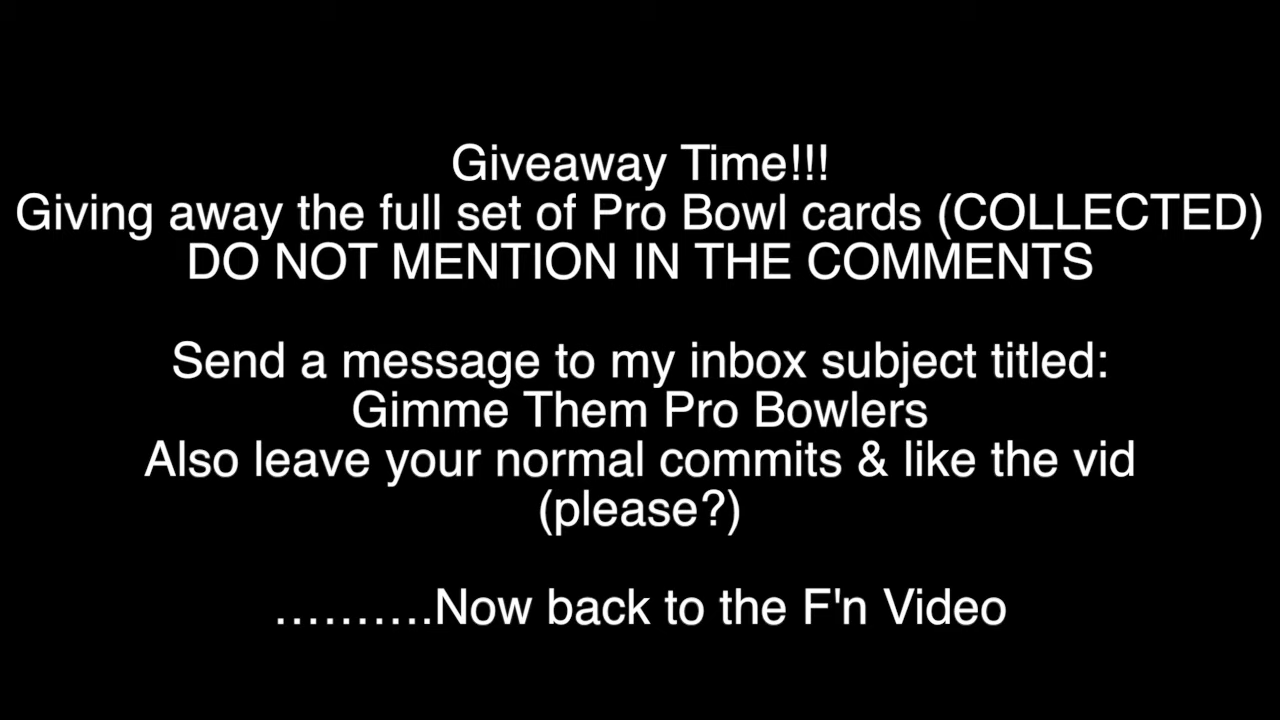 Giveaway Time!!!
Giving away the full set of Pro Bowl cards (COLLECTED)
DO NOT MENTION IN THE COMMENTS
Send a message to my inbox subject titled:
Gimme Them Pro Bowlers
Also leave your normal commits & like the vid
(please?)
……….Now back to the F'n Video